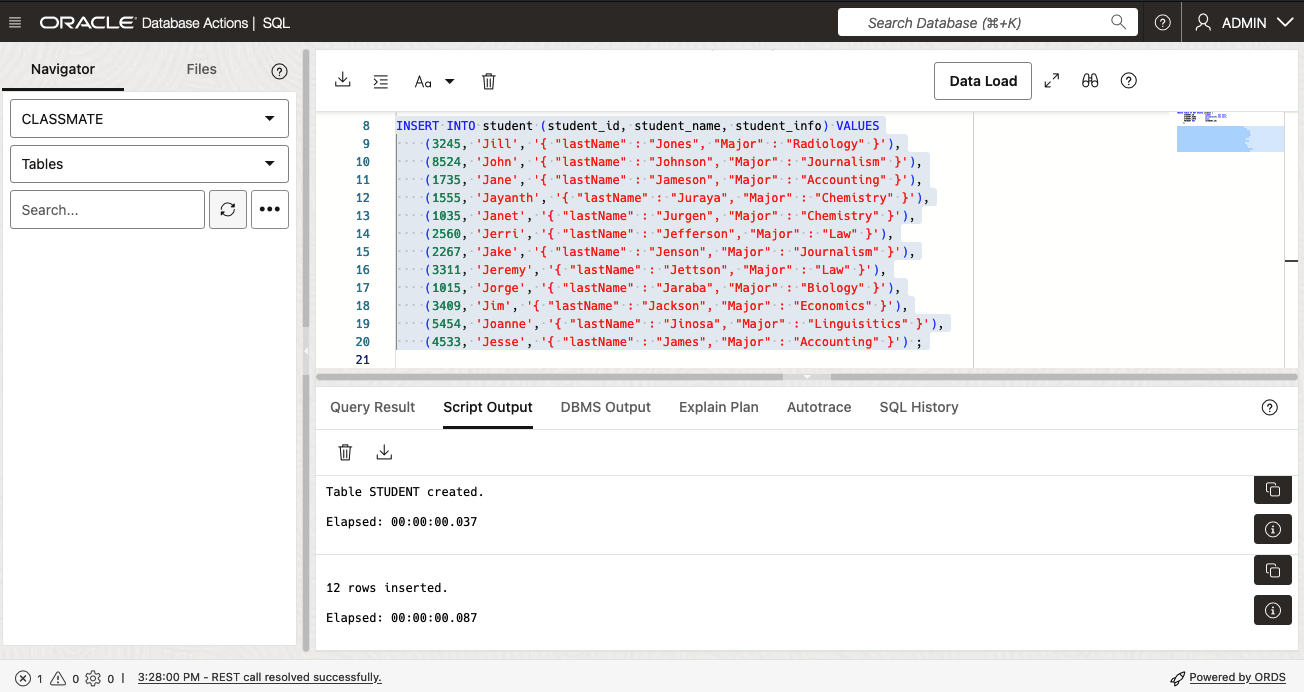 ORACLE Database Actions | SQL
Search Database (⌘+K)
ADMIN
Navigator
Files
CLASSMATE
Tables
Search...
Aa
Data Load
8 INSERT INTO student (student_id, student_name, student_info) VALUES
9 (3245, 'Jill', '{ "lastName" : "Jones", "Major" : "Radiology" }'),
10 (8524, 'John', '{ "lastName" : "Johnson", "Major" : "Journalism" }'),
11 (1735, 'Jane', '{ "lastName" : "Jameson", "Major" : "Accounting" }'),
12 (1555, 'Jayanth', '{ "lastName" : "Juraya", "Major" : "Chemistry" }'),
13 (1035, 'Janet', '{ "lastName" : "Jurgen", "Major" : "Chemistry" }'),
14 (2560, 'Jerri', '{ "lastName" : "Jefferson", "Major" : "Law" }'),
15 (2267, 'Jake', '{ "lastName" : "Jenson", "Major" : "Journalism" }'),
16 (3311, 'Jeremy', '{ "lastName" : "Jettson", "Major" : "Law" }'),
17 (1015, 'Jorge', '{ "lastName" : "Jaraba", "Major" : "Biology" }'),
18 (3409, 'Jim', '{ "lastName" : "Jackson", "Major" : "Economics" }'),
19 (5454, 'Joanne', '{ "lastName" : "Jinosa", "Major" : "Linguisitics" }'),
20 (4533, 'Jesse', '{ "lastName" : "James", "Major" : "Accounting" }') ;
21
Query Result
Script Output
DBMS Output
Explain Plan
Autotrace
SQL History
Table STUDENT created.
Elapsed: 00:00:00.037
12 rows inserted.
Elapsed: 00:00:00.087
1 0 0 | 3:28:00 PM - REST call resolved successfully.
Powered by ORDS